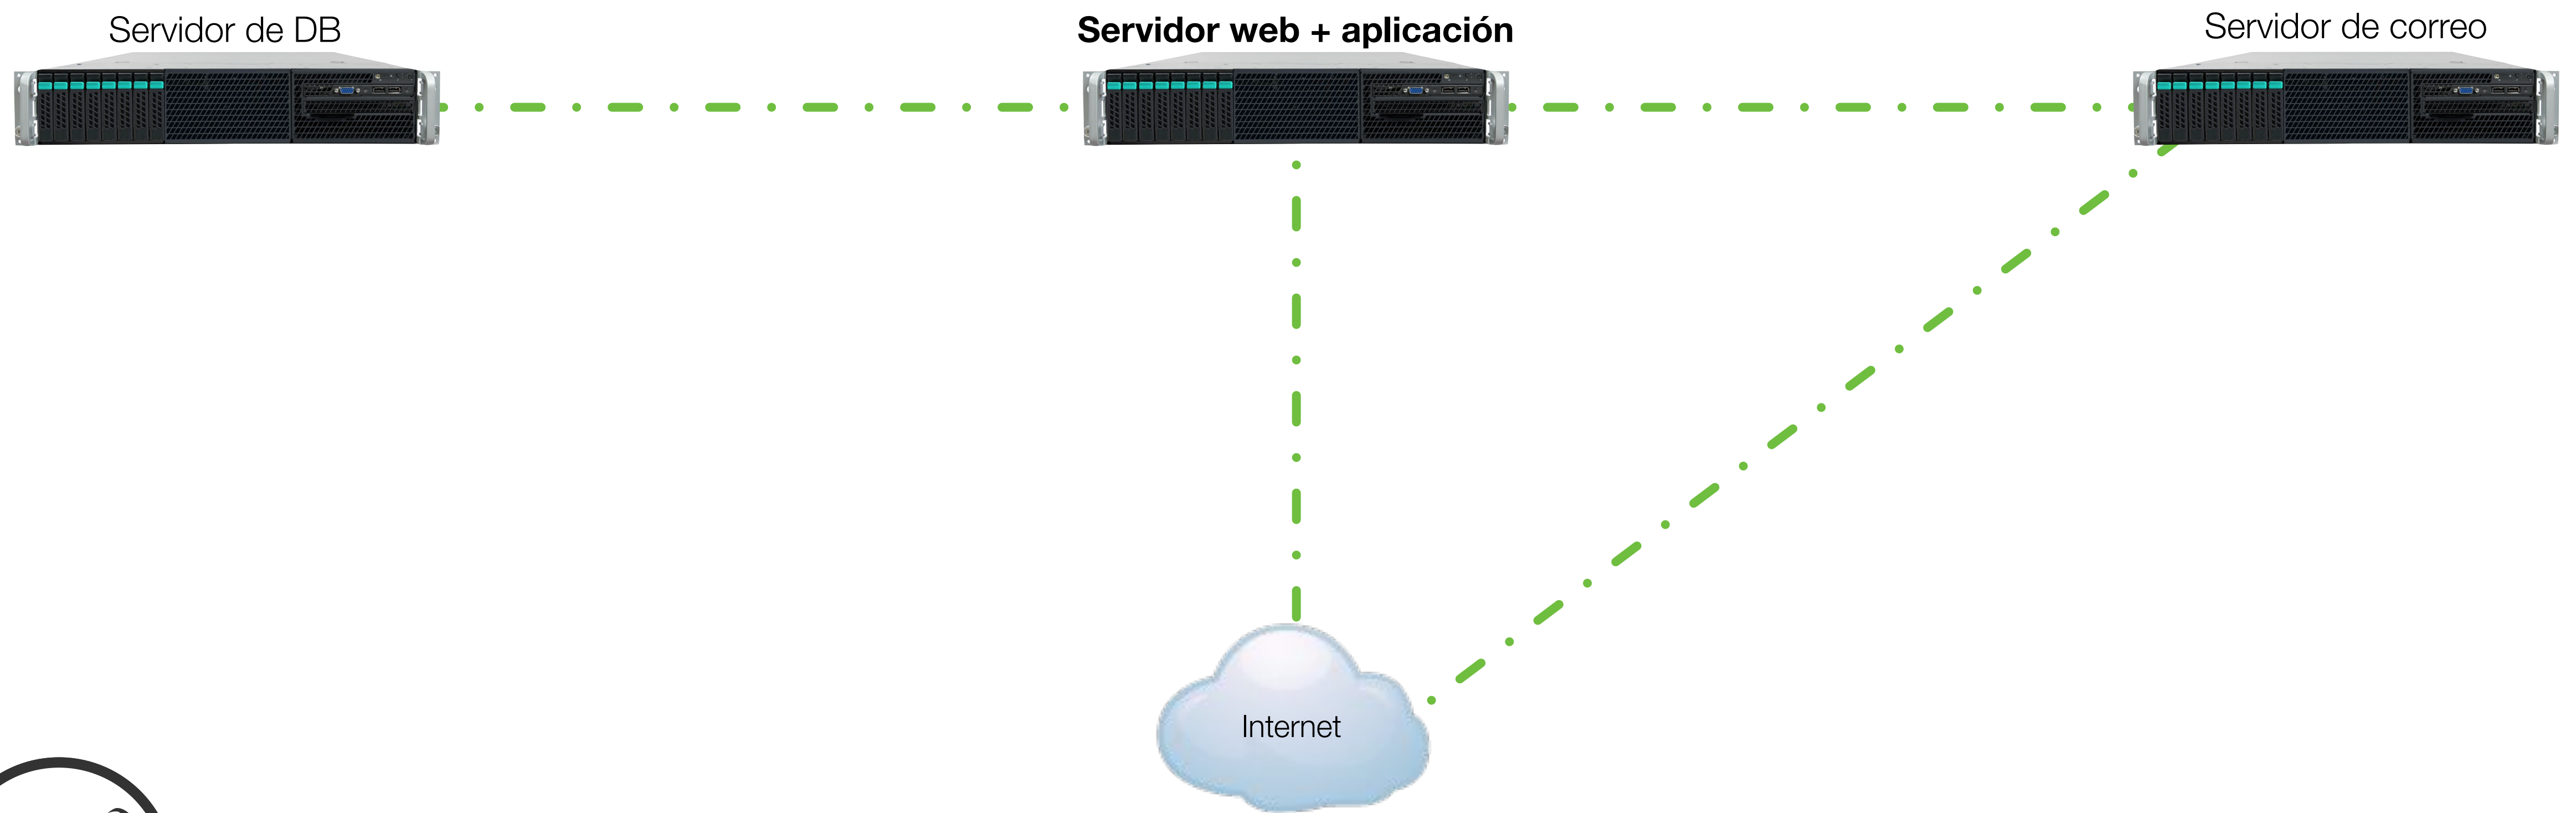 Servidor de DB
Servidor web + aplicación
Servidor de correo
Internet